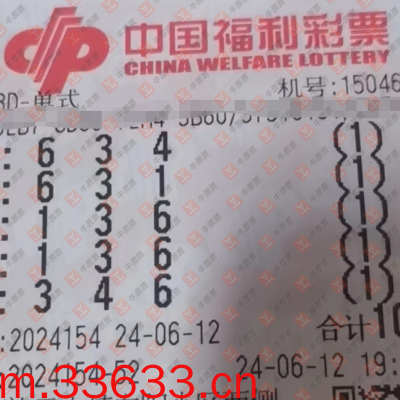 中国福利彩票
CHINA WELFARE LOTTERY
3D-单式 机号:15046
: 6 3 4 (1)
: 6 3 1 (1)
: 1 3 6 (1)
: 1 3 6 (1)
: 3 4 6 (1)
:2024154 24-06-12 合计10
24-06-12 19:
m.33633.cn